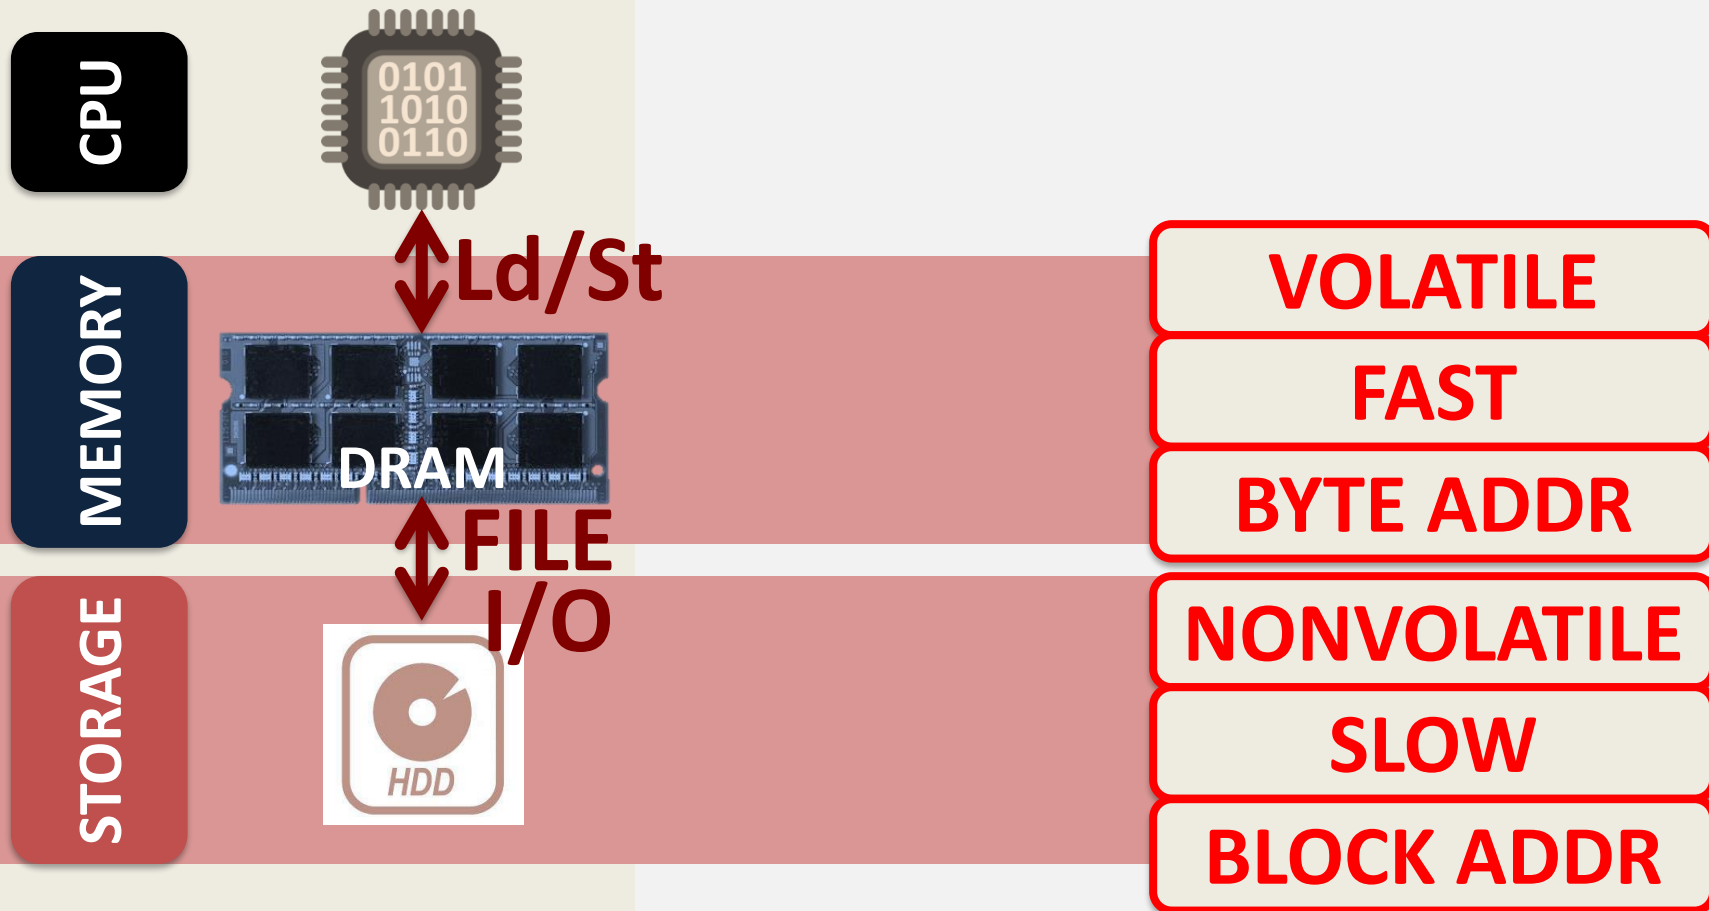 CPU
0101
1010
0110
Ld/St
MEMORY
DRAM
VOLATILE
FAST
BYTE ADDR
FILE
I/O
STORAGE
HDD
NONVOLATILE
SLOW
BLOCK ADDR